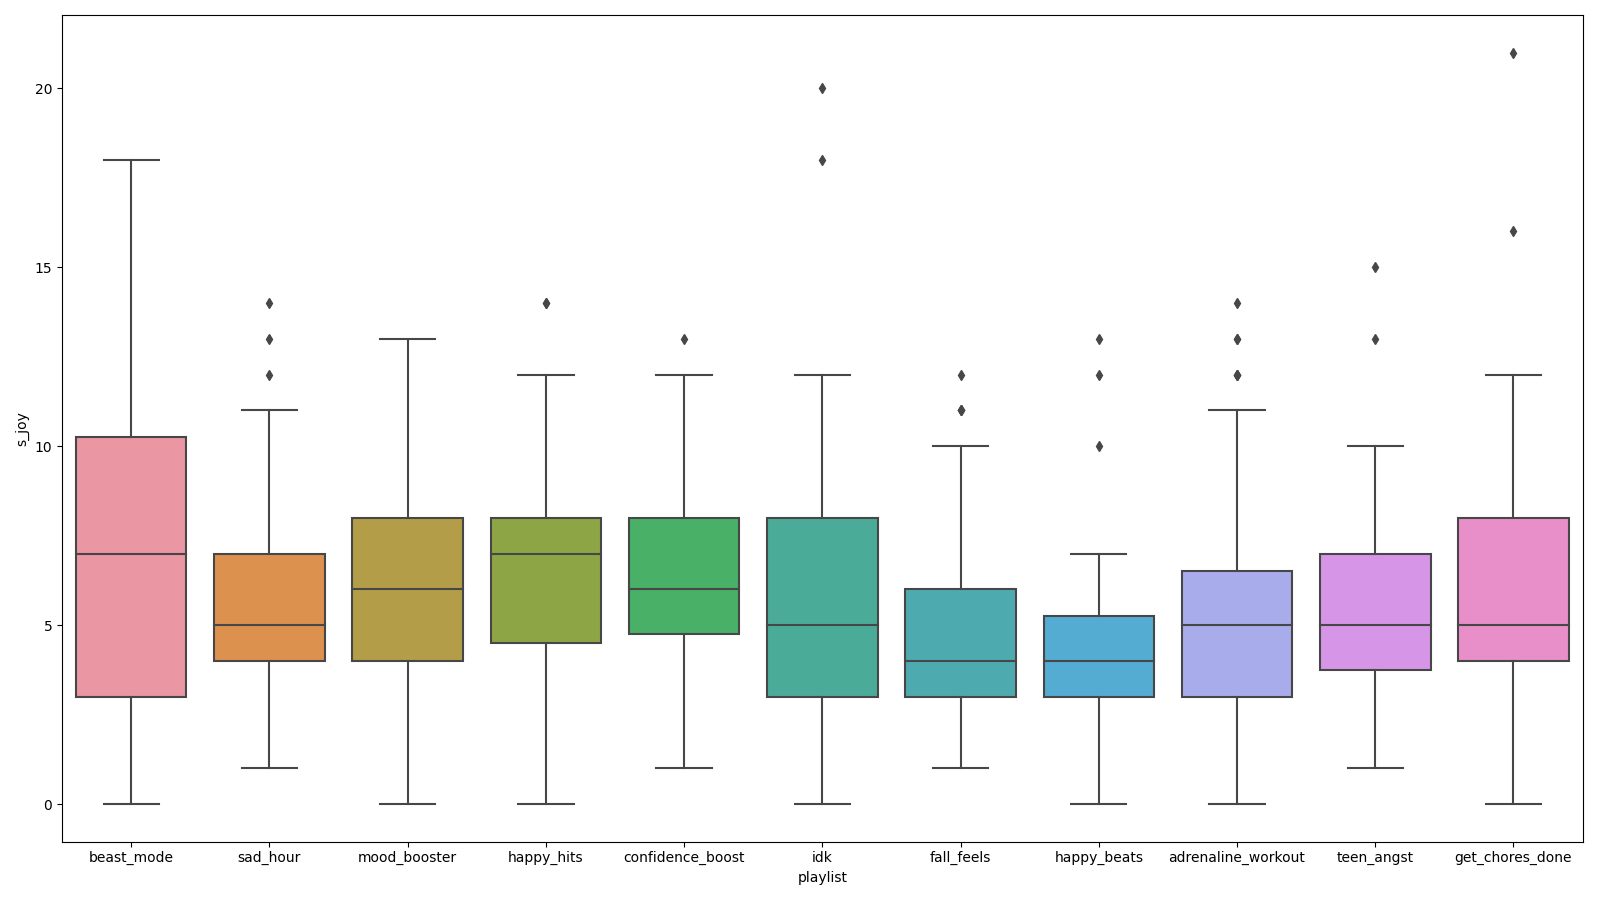 20
15
10
5
0
s_joy
beast_mode sad_hour mood_booster happy_hits confidence_boost idk fall_feels happy_beats adrenaline_workout teen_angst get_chores_done
playlist